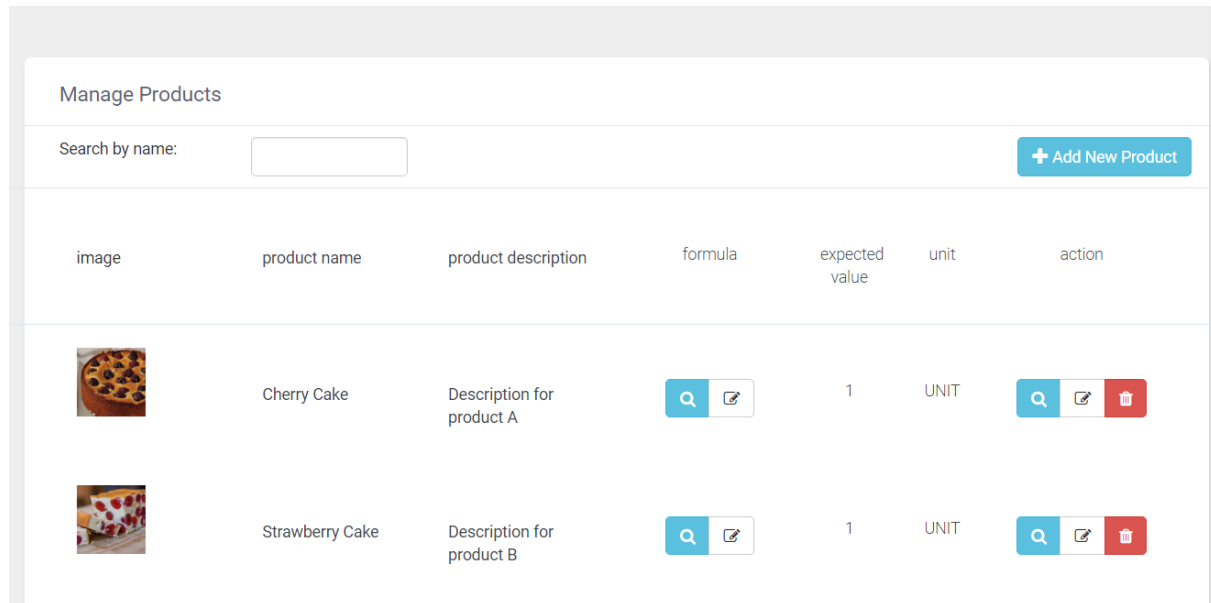 Manage Products
Search by name:
Add New Product
image
product name
product description
formula
expected
value
unit
action
Cherry Cake
Description for
product A
1
UNIT
Strawberry Cake
Description for
product B
1
UNIT